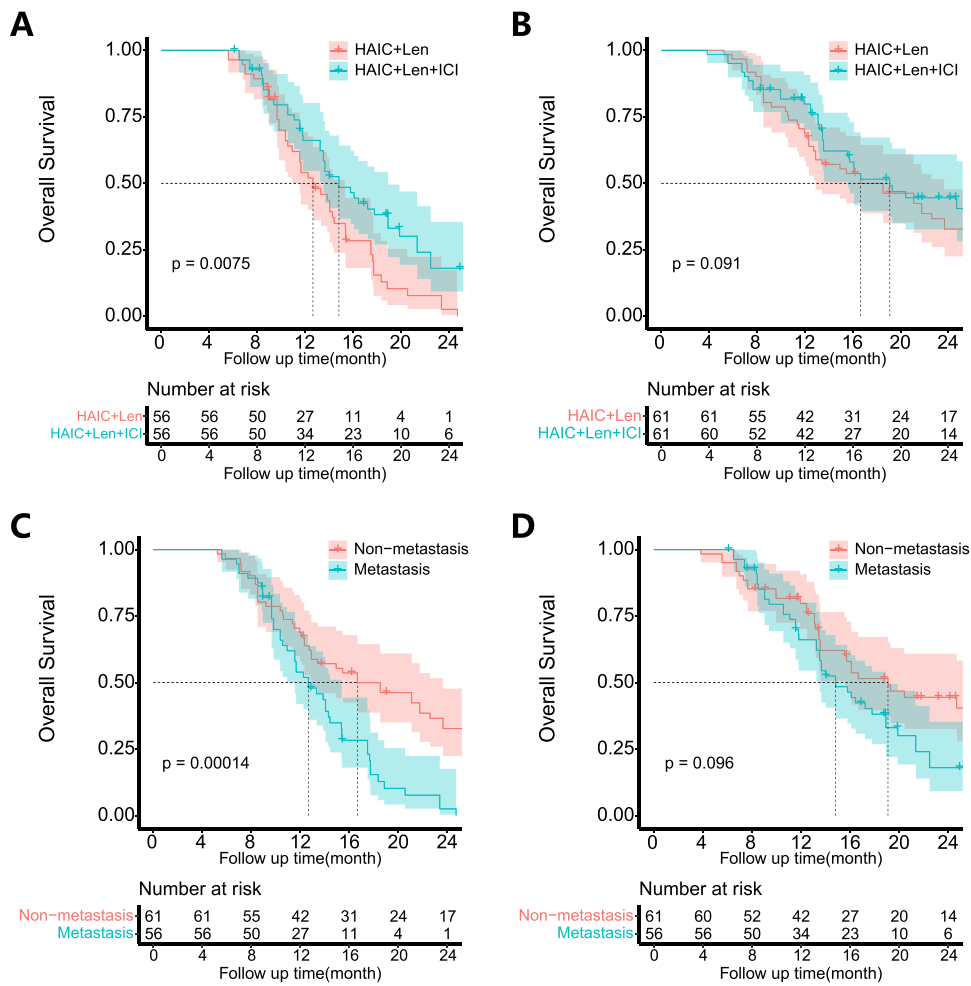 A
HAIC+Len
HAIC+Len+ICI
Overall Survival
1.00
0.75
0.50
0.25
0.00
p = 0.0075
0 4 8 12 16 20 24
Follow up time(month)
Number at risk
HAIC+Len 56 56 50 27 11 4 1
HAIC+Len+ICI 56 56 50 34 23 10 6
0 4 8 12 16 20 24
Follow up time(month)
B
HAIC+Len
HAIC+Len+ICI
Overall Survival
1.00
0.75
0.50
0.25
0.00
p = 0.091
0 4 8 12 16 20 24
Follow up time(month)
Number at risk
HAIC+Len 61 61 55 42 31 24 17
HAIC+Len+ICI 61 60 52 42 27 20 14
0 4 8 12 16 20 24
Follow up time(month)
C
Non−metastasis
Metastasis
Overall Survival
1.00
0.75
0.50
0.25
0.00
p = 0.00014
0 4 8 12 16 20 24
Follow up time(month)
Number at risk
Non−metastasis 61 61 55 42 31 24 17
Metastasis 56 56 50 27 11 4 1
0 4 8 12 16 20 24
Follow up time(month)
D
Non−metastasis
Metastasis
Overall Survival
1.00
0.75
0.50
0.25
0.00
p = 0.096
0 4 8 12 16 20 24
Follow up time(month)
Number at risk
Non−metastasis 61 60 52 42 27 20 14
Metastasis 56 56 50 34 23 10 6
0 4 8 12 16 20 24
Follow up time(month)